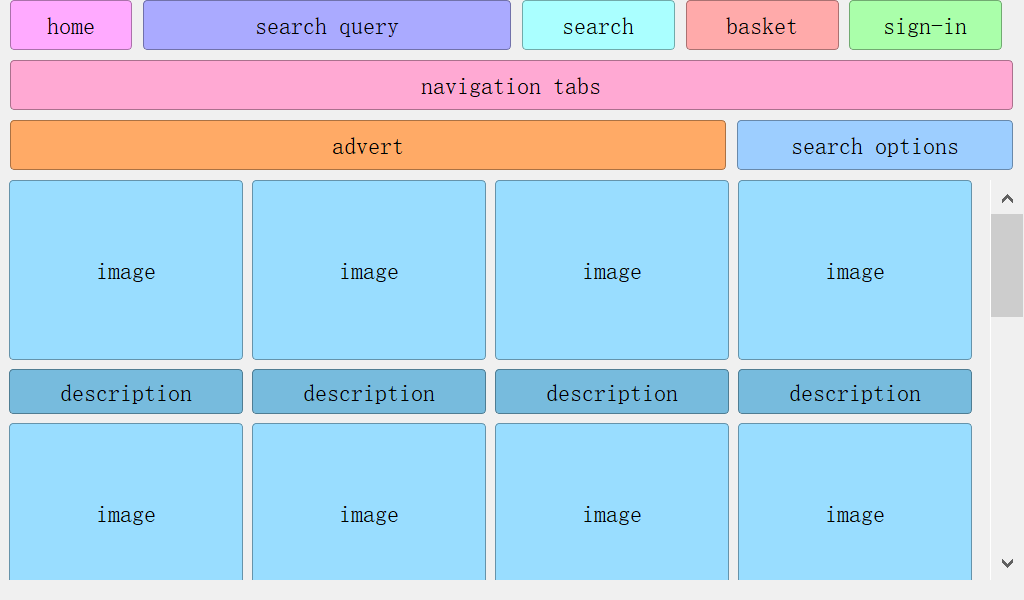 home search query search basket sign-in
navigation tabs
advert search options
image image image image
description description description description
image image image image